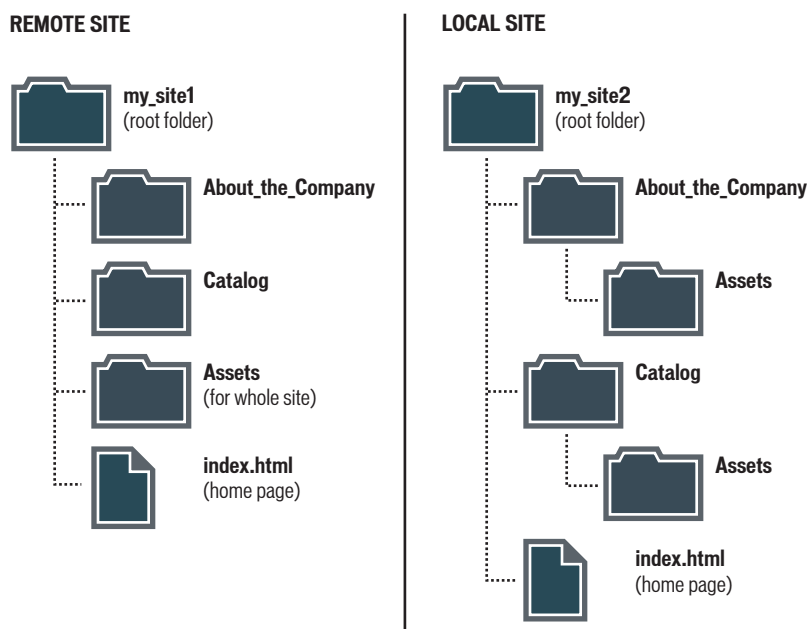 REMOTE SITE
my_site1
(root folder)
About_the_Company
Catalog
Assets
(for whole site)
index.html
(home page)
LOCAL SITE
my_site2
(root folder)
About_the_Company
Assets
Catalog
Assets
index.html
(home page)